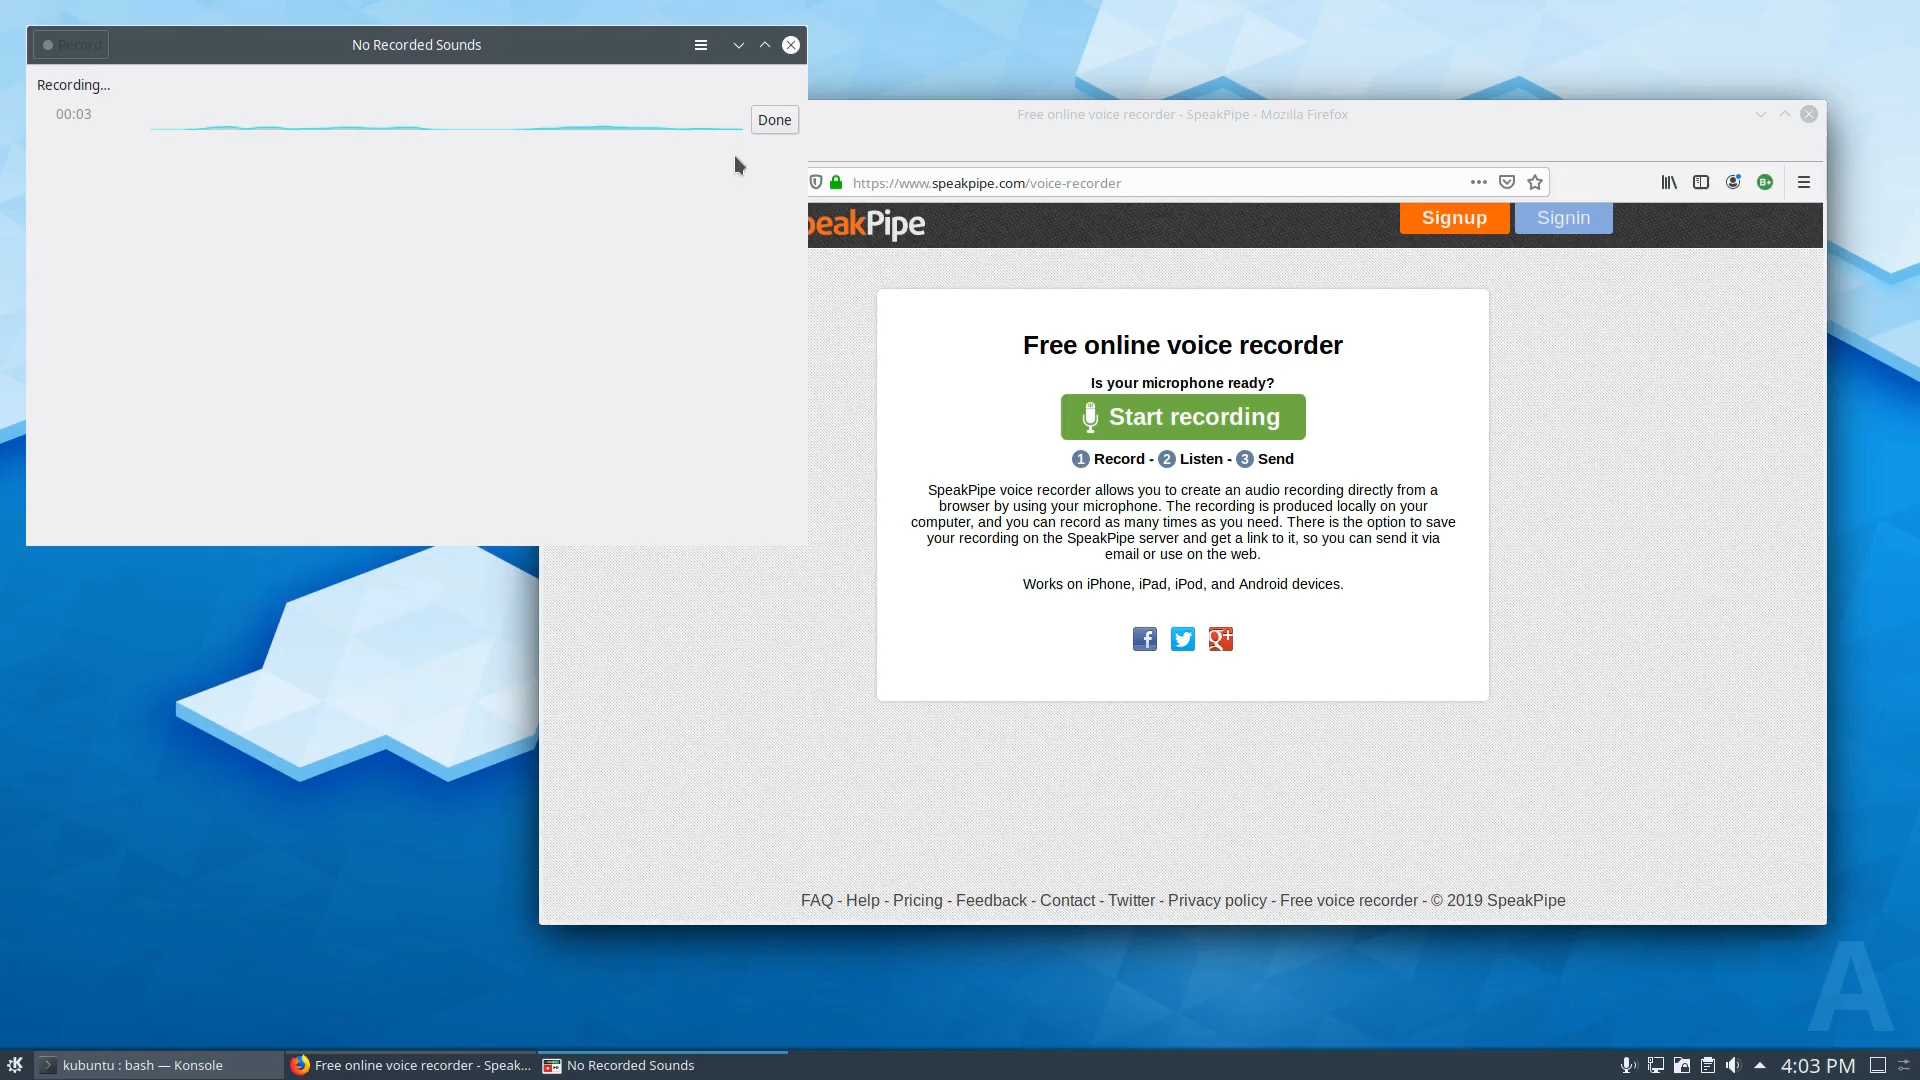 Record
No Recorded Sounds
Recording...
00:03
Done
Free online voice recorder - SpeakPipe - Mozilla Firefox
https://www.speakpipe.com/voice-recorder
B+
peakPipe
Signup
Signin
Free online voice recorder
Is your microphone ready?
Start recording
1 Record - 2 Listen - 3 Send
SpeakPipe voice recorder allows you to create an audio recording directly from a
browser by using your microphone. The recording is produced locally on your
computer, and you can record as many times as you need. There is the option to save
your recording on the SpeakPipe server and get a link to it, so you can send it via
email or use on the web.
Works on iPhone, iPad, iPod, and Android devices.
f
g+
FAQ - Help - Pricing - Feedback - Contact - Twitter - Privacy policy - Free voice recorder - © 2019 SpeakPipe
A
kubuntu : bash — Konsole
Free online voice recorder - Speak...
No Recorded Sounds
4:03 PM